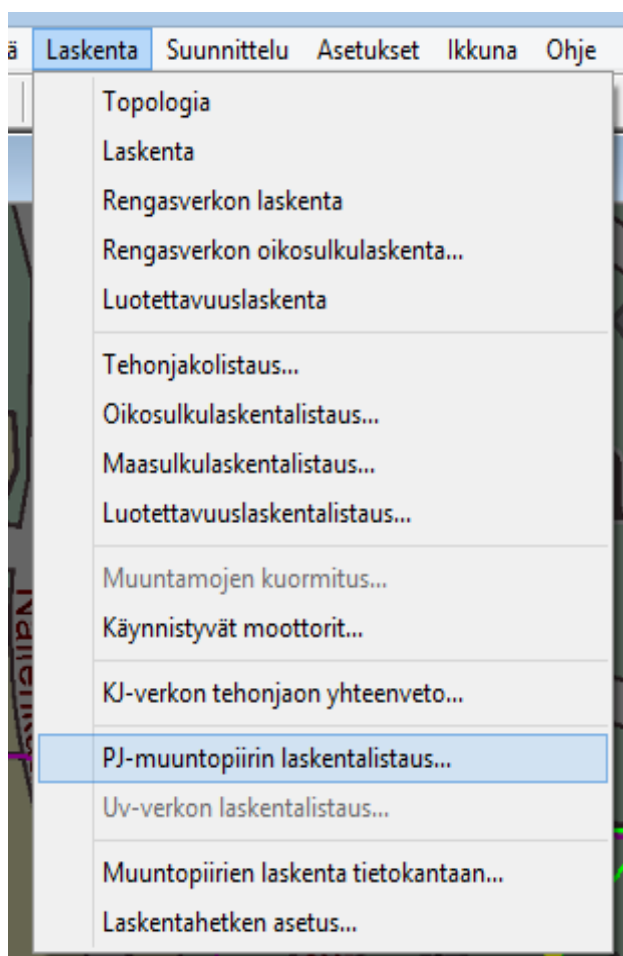 ä Laskenta Suunnittelu Asetukset Ikkuna Ohje
Topologia
Laskenta
Rengasverkon laskenta
Rengasverkon oikosulkulaskenta...
Luotettavuuslaskenta
Tehonjakolistaus...
Oikosulkulaskentalistaus...
Maasulkulaskentalistaus...
Luotettavuuslaskentalistaus...
Muuntamojen kuormitus...
Käynnistyvät moottorit...
KJ-verkon tehonjaon yhteenveto...
PJ-muuntopiirin laskentalistaus...
Uv-verkon laskentalistaus...
Muuntopiirien laskenta tietokantaan...
Laskentahetken asetus...